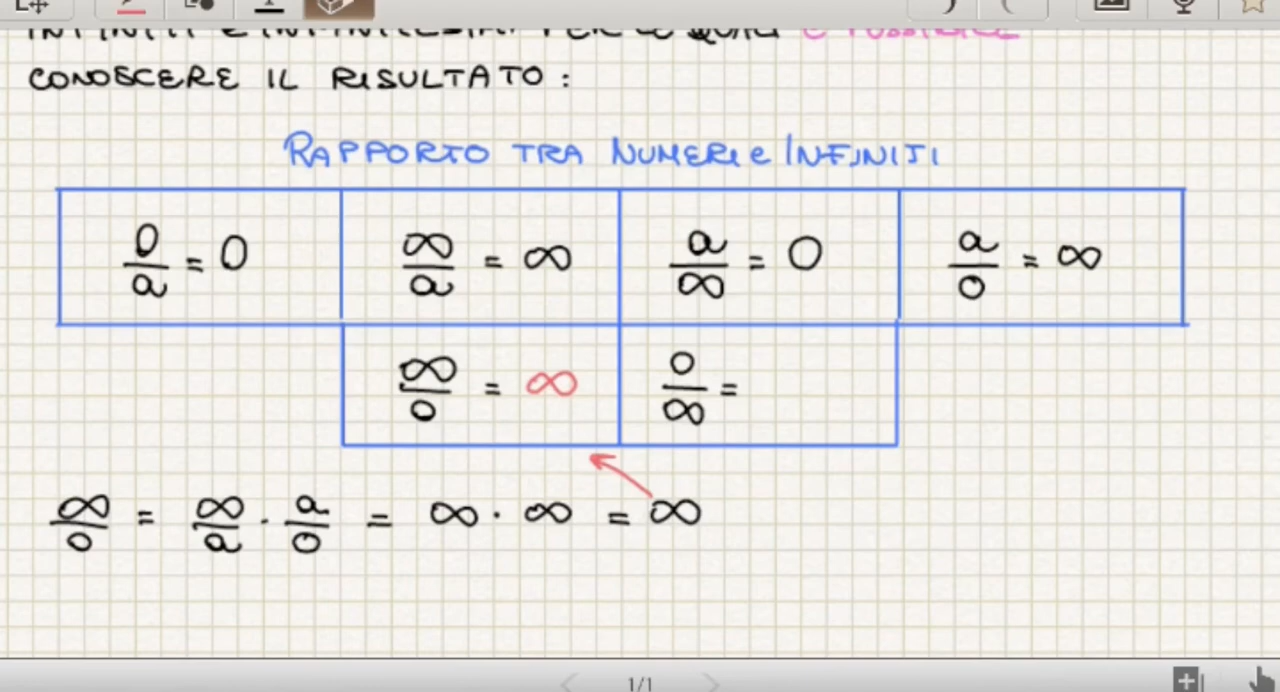 CONOSCERE IL RISULTATO:
RAPPORTO TRA NUMERI e INFINITI
0/a = 0 ∞/a = ∞ a/∞ = 0 a/0 = ∞
∞/0 = ∞ 0/∞ =
∞/0 = ∞/a · a/0 = ∞ · ∞ = ∞
1/1